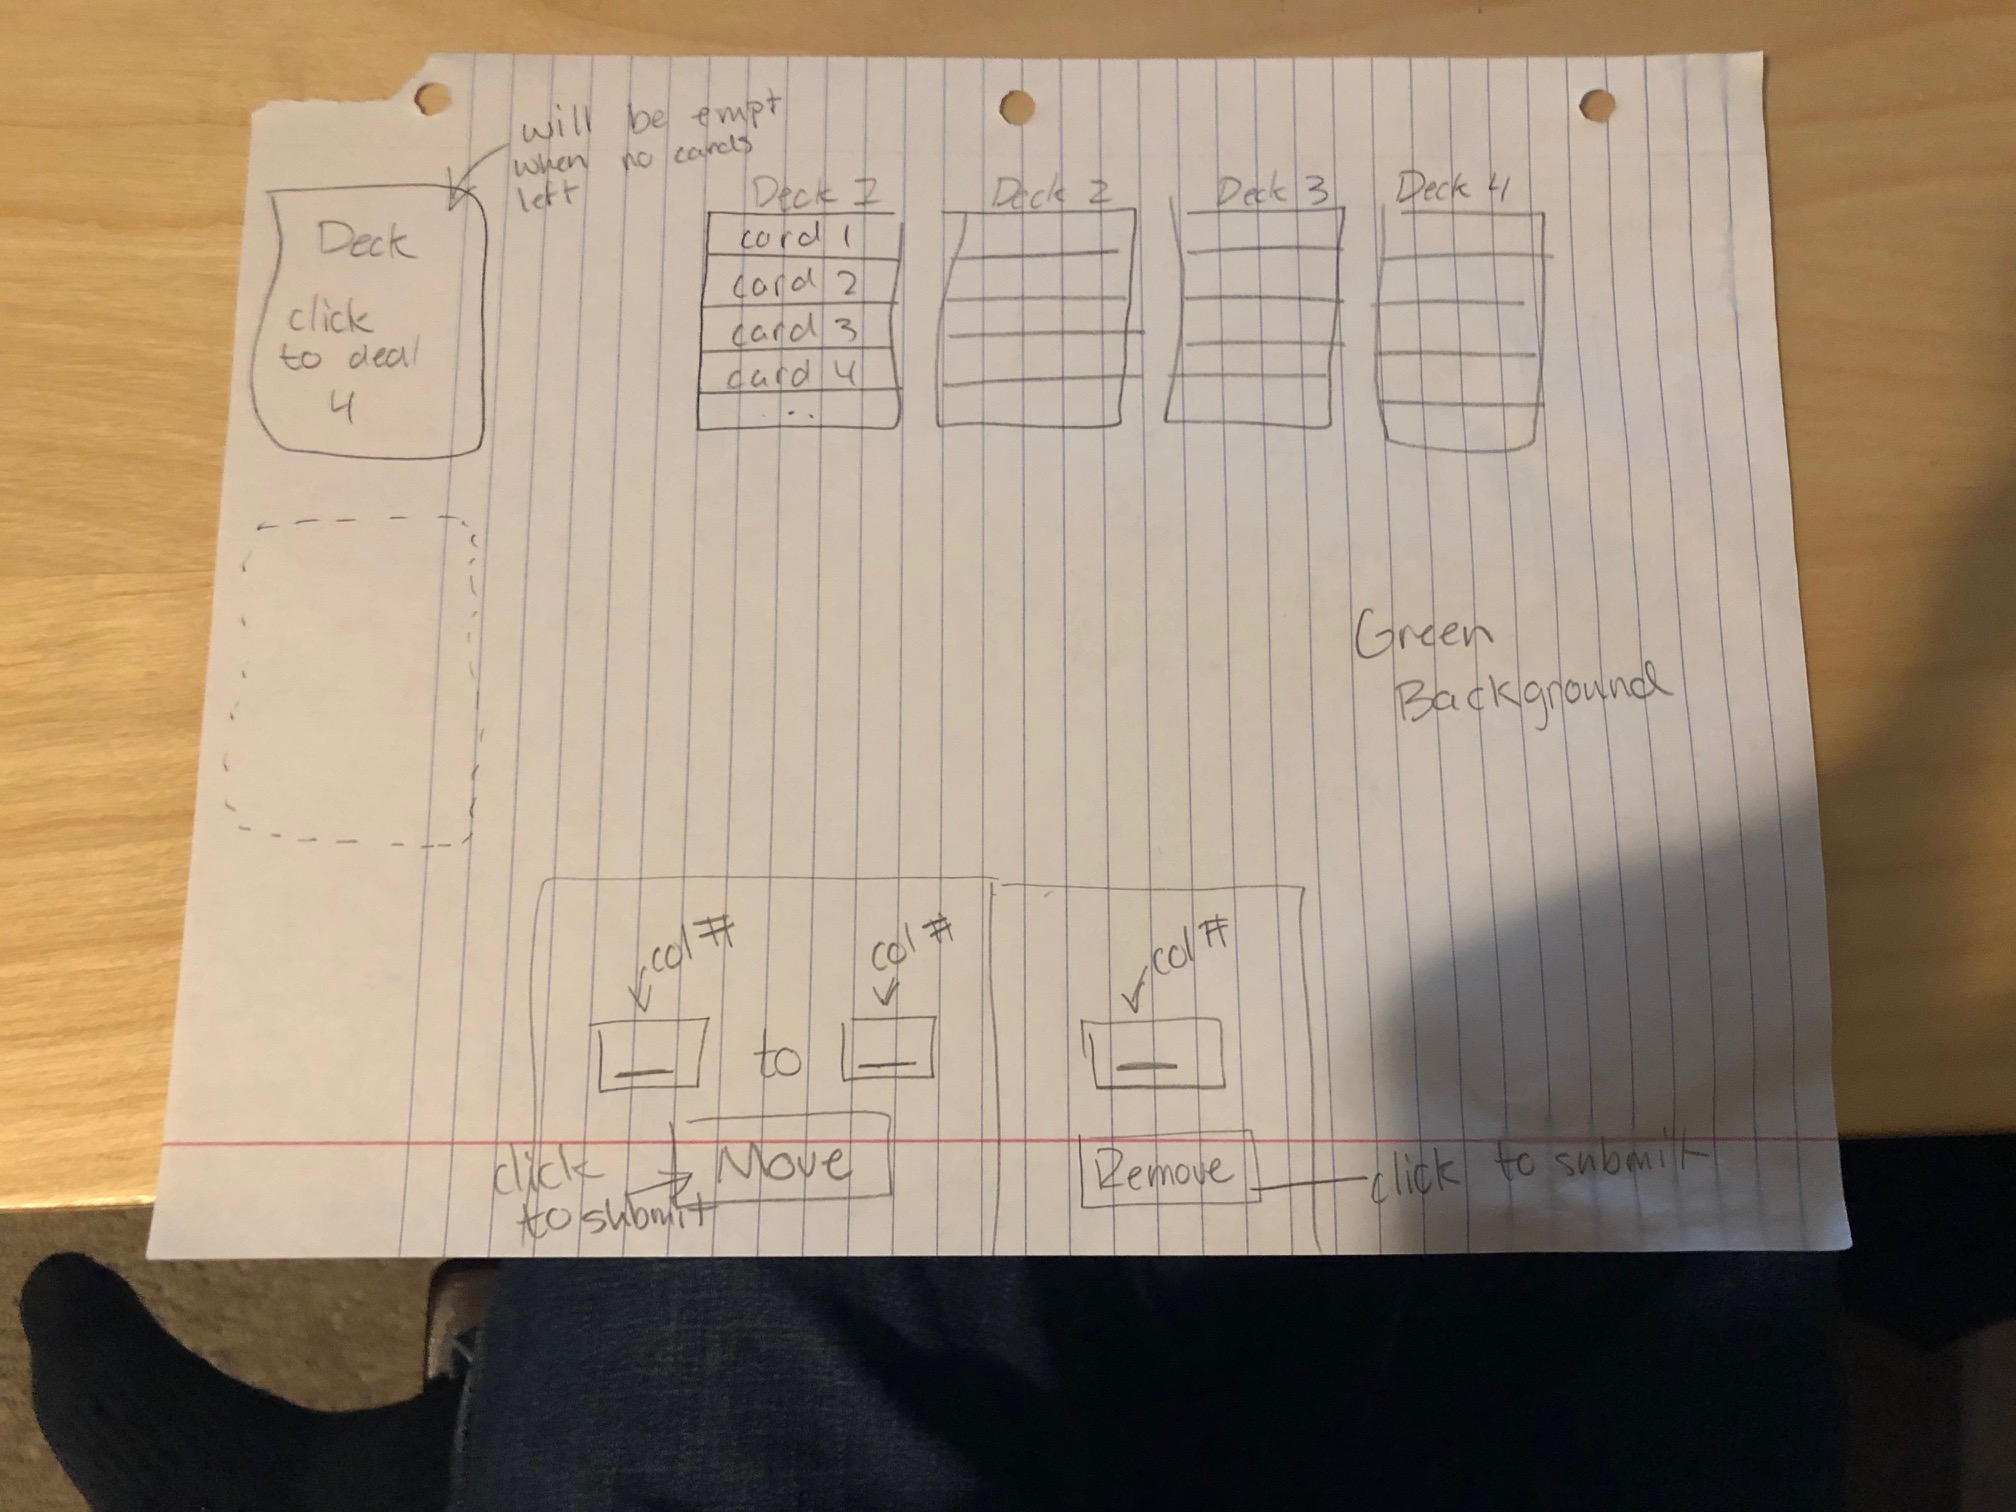 will be empt
when no cards
left
Deck
click
to deal
4
Deck 1
card 1
card 2
card 3
card 4
...
Deck 2
Deck 3
Deck 4
Green
Background
col #
col #
to
Move
click
to submit
col #
Remove
click to submit